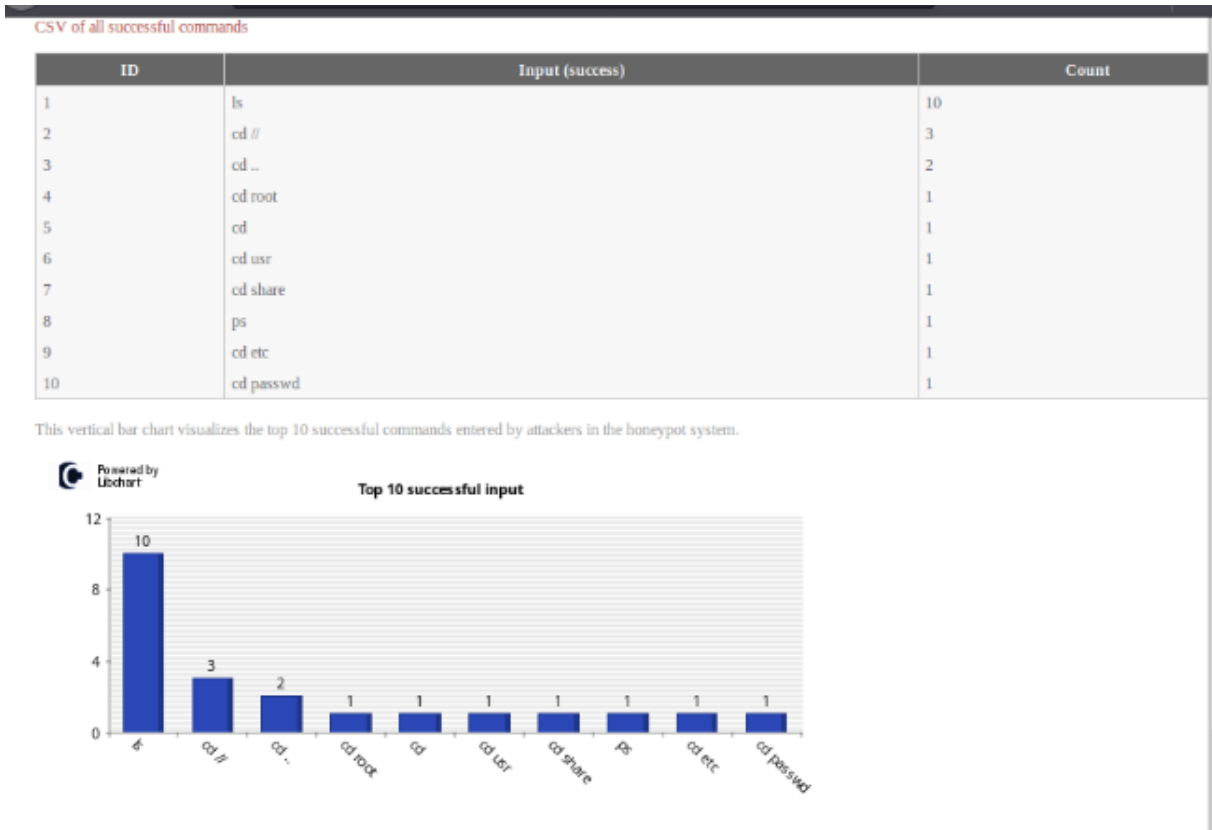 CSV of all successful commands
ID Input (success) Count
1 ls 10
2 cd // 3
3 cd .. 2
4 cd root 1
5 cd 1
6 cd usr 1
7 cd share 1
8 ps 1
9 cd etc 1
10 cd passwd 1
This vertical bar chart visualizes the top 10 successful commands entered by attackers in the honeypot system.
Powered by
Libchart
Top 10 successful input
12
10
8
4
3
2
1 1 1 1 1 1 1
0
ls cd // cd .. cd root cd cd usr cd share ps cd etc cd passwd